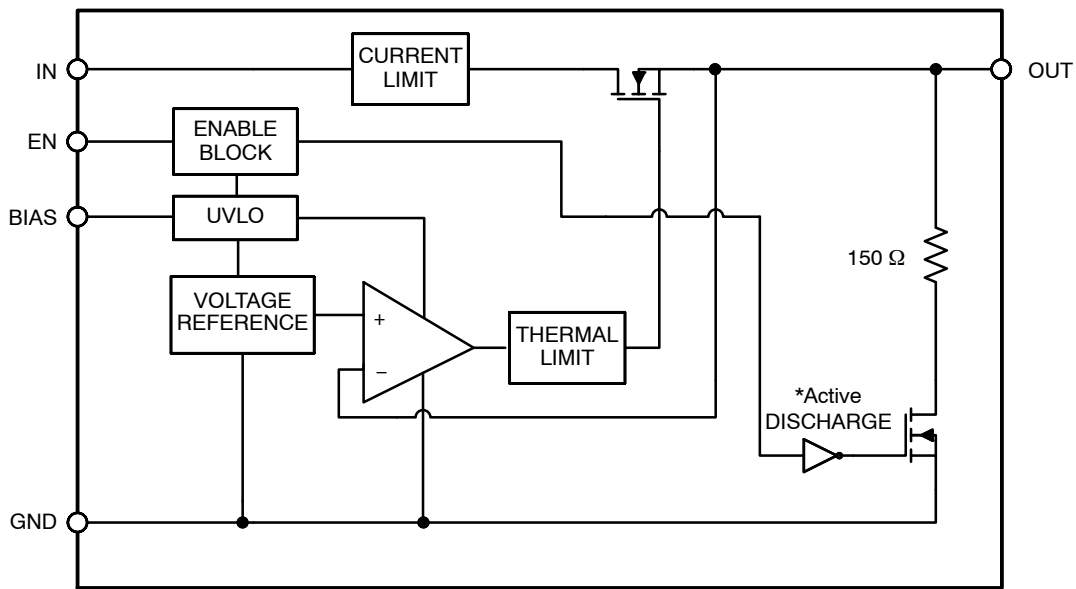 IN
CURRENT
LIMIT
OUT
EN
ENABLE
BLOCK
BIAS
UVLO
150 Ω
VOLTAGE
REFERENCE
+
−
THERMAL
LIMIT
*Active
DISCHARGE
GND